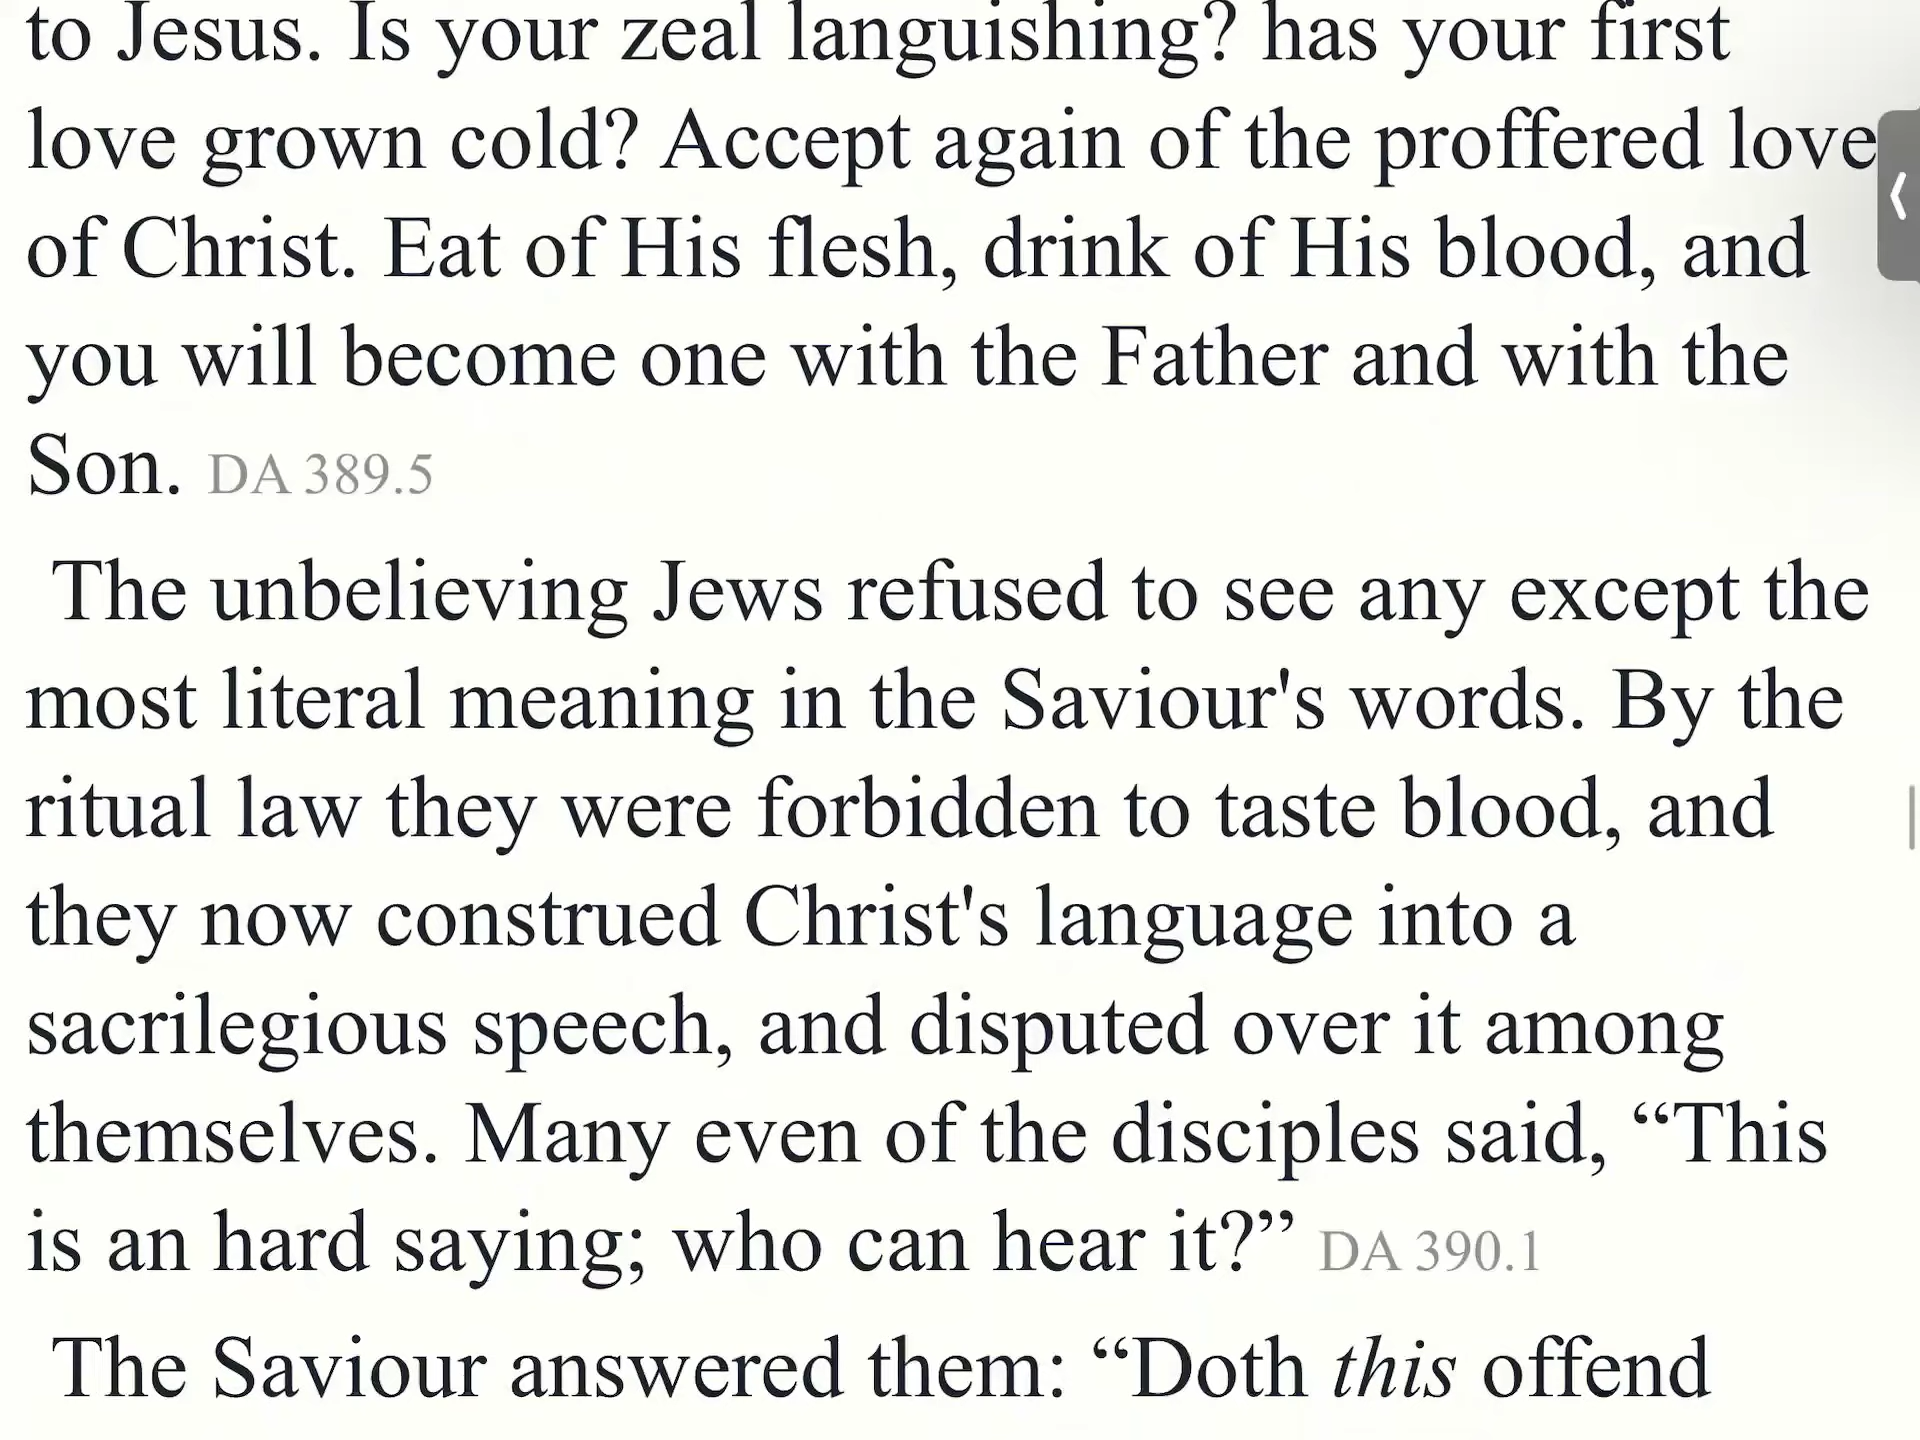 to Jesus. Is your zeal languishing? has your first
love grown cold? Accept again of the proffered love
of Christ. Eat of His flesh, drink of His blood, and
you will become one with the Father and with the
Son. DA 389.5
The unbelieving Jews refused to see any except the
most literal meaning in the Saviour's words. By the
ritual law they were forbidden to taste blood, and
they now construed Christ's language into a
sacrilegious speech, and disputed over it among
themselves. Many even of the disciples said, “This
is an hard saying; who can hear it?” DA 390.1
The Saviour answered them: “Doth this offend